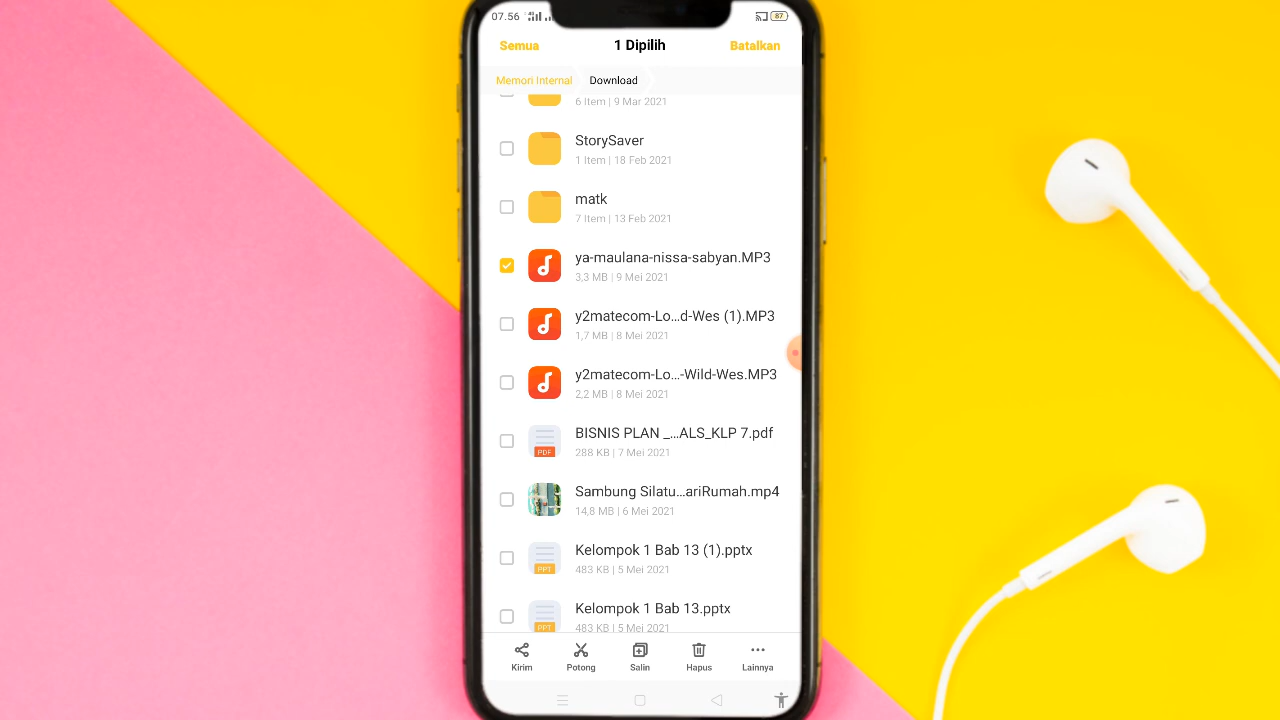 07.56
87
Semua 1 Dipilih Batalkan
Memori Internal Download
6 Item | 9 Mar 2021
StorySaver
1 Item | 18 Feb 2021
matk
7 Item | 13 Feb 2021
ya-maulana-nissa-sabyan.MP3
3,3 MB | 9 Mei 2021
y2matecom-Lo...d-Wes (1).MP3
1,7 MB | 8 Mei 2021
y2matecom-Lo...-Wild-Wes.MP3
2,2 MB | 8 Mei 2021
BISNIS PLAN _...ALS_KLP 7.pdf
PDF
288 KB | 7 Mei 2021
Sambung Silatu...ariRumah.mp4
14,8 MB | 6 Mei 2021
Kelompok 1 Bab 13 (1).pptx
PPT
483 KB | 5 Mei 2021
Kelompok 1 Bab 13.pptx
PPT
483 KB | 5 Mei 2021
Kirim Potong Salin Hapus Lainnya